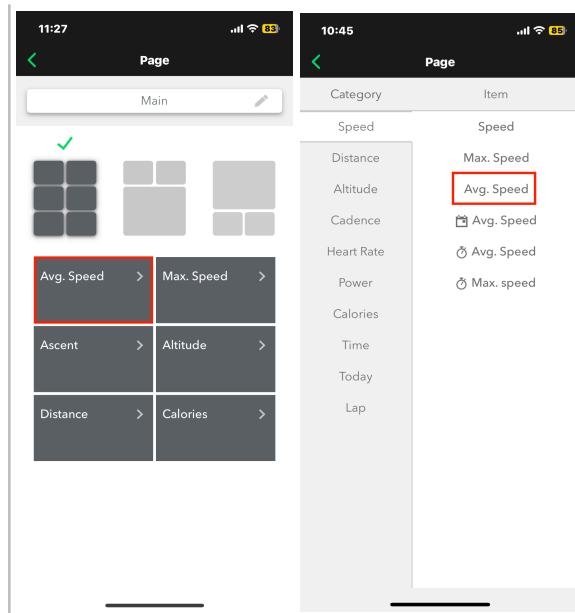 11:27
83
Page
Main
Avg. Speed
Max. Speed
Ascent
Altitude
Distance
Calories
10:45
85
Page
Category
Item
Speed
Speed
Distance
Max. Speed
Altitude
Avg. Speed
Cadence
Avg. Speed
Heart Rate
Avg. Speed
Power
Max. speed
Calories
Time
Today
Lap